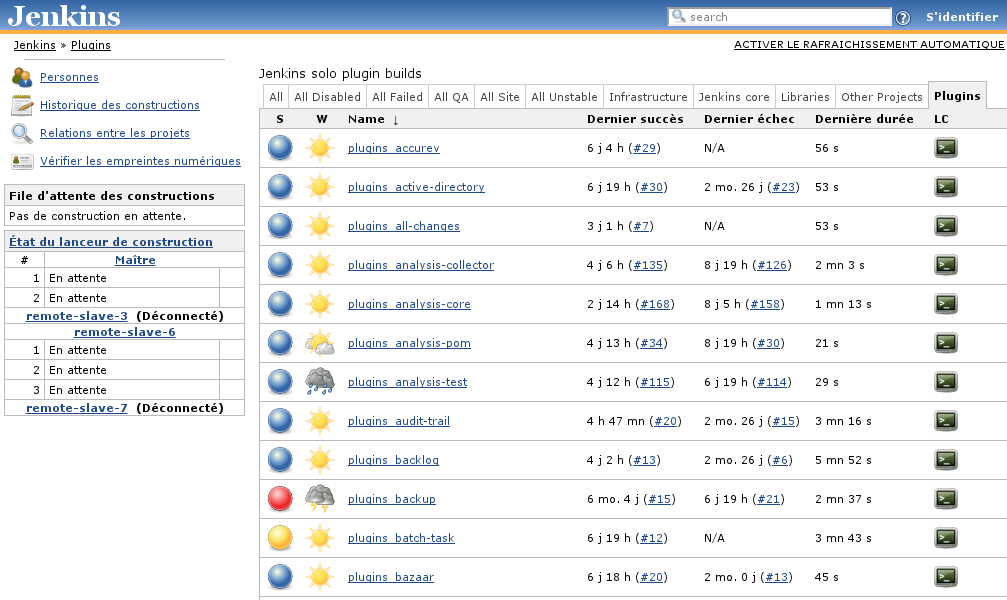 Jenkins
search
S'identifier
Jenkins » Plugins
ACTIVER LE RAFRAICHISSEMENT AUTOMATIQUE
Personnes
Historique des constructions
Relations entre les projets
Vérifier les empreintes numériques
File d'attente des constructions
Pas de construction en attente.
État du lanceur de construction
# Maître
1 En attente
2 En attente
remote-slave-3 (Déconnecté)
remote-slave-6
1 En attente
2 En attente
3 En attente
remote-slave-7 (Déconnecté)
Jenkins solo plugin builds
All All Disabled All Failed All QA All Site All Unstable Infrastructure Jenkins core Libraries Other Projects Plugins
S W Name ↓ Dernier succès Dernier échec Dernière durée LC
plugins_accurev 6 j 4 h (#29) N/A 56 s
plugins_active-directory 6 j 19 h (#30) 2 mo. 26 j (#23) 53 s
plugins_all-changes 3 j 1 h (#7) N/A 53 s
plugins_analysis-collector 4 j 6 h (#135) 8 j 19 h (#126) 2 mn 3 s
plugins_analysis-core 2 j 14 h (#168) 8 j 5 h (#158) 1 mn 13 s
plugins_analysis-pom 4 j 13 h (#34) 8 j 19 h (#30) 21 s
plugins_analysis-test 4 j 12 h (#115) 6 j 19 h (#114) 29 s
plugins_audit-trail 4 h 47 mn (#20) 2 mo. 26 j (#15) 3 mn 16 s
plugins_backlog 4 j 2 h (#13) 2 mo. 26 j (#6) 5 mn 52 s
plugins_backup 6 mo. 4 j (#15) 6 j 19 h (#21) 2 mn 37 s
plugins_batch-task 6 j 19 h (#12) N/A 3 mn 43 s
plugins_bazaar 6 j 18 h (#20) 2 mo. 0 j (#13) 45 s